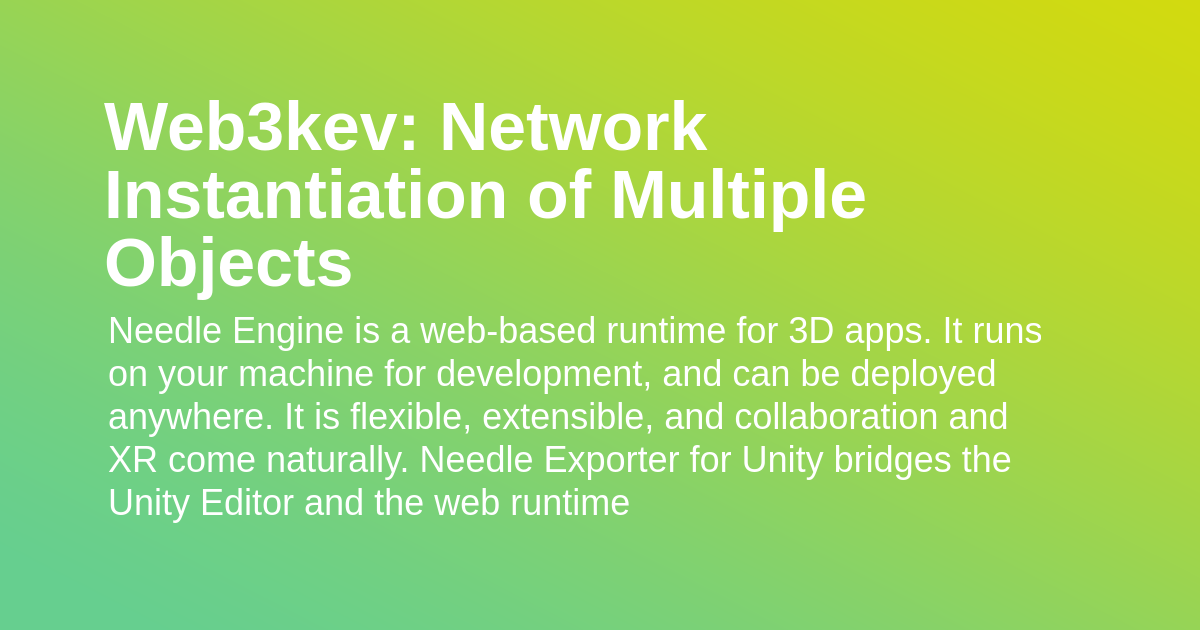 Web3kev: Network
Instantiation of Multiple
Objects
Needle Engine is a web-based runtime for 3D apps. It runs
on your machine for development, and can be deployed
anywhere. It is flexible, extensible, and collaboration and
XR come naturally. Needle Exporter for Unity bridges the
Unity Editor and the web runtime